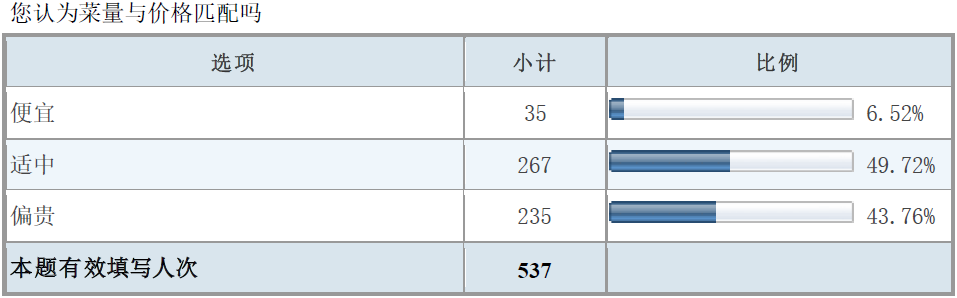 您认为菜量与价格匹配吗
选项 小计 比例
便宜 35 6.52%
适中 267 49.72%
偏贵 235 43.76%
本题有效填写人次 537